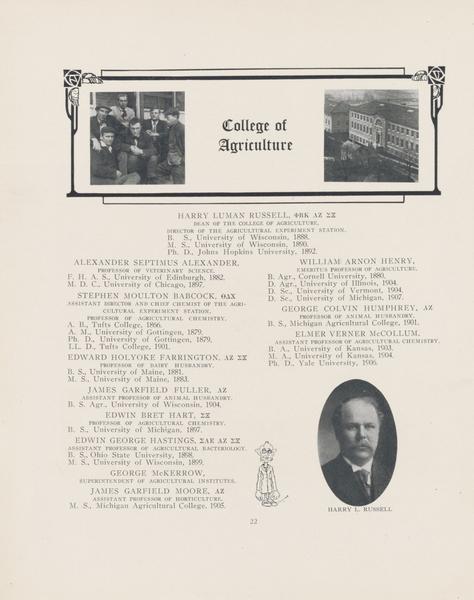 College of
Agriculture
HARRY LUMAN RUSSELL, ΦΒΚ ΑΖ ΣΞ
DEAN OF THE COLLEGE OF AGRICULTURE.
DIRECTOR OF THE AGRICULTURAL EXPERIMENT STATION.
B. S., University of Wisconsin, 1888.
M. S., University of Wisconsin, 1890.
Ph. D., Johns Hopkins University, 1892.
ALEXANDER SEPTIMUS ALEXANDER,
PROFESSOR OF VETERINARY SCIENCE.
F. H. A. S., University of Edinburgh, 1882.
M. D. C., University of Chicago, 1897.
STEPHEN MOULTON BABCOCK, ΘΔΧ
ASSISTANT DIRECTOR AND CHIEF CHEMIST OF THE AGRI-
CULTURAL EXPERIMENT STATION.
PROFESSOR OF AGRICULTURAL CHEMISTRY.
A. B., Tufts College, 1866.
A. M., University of Gottingen, 1879.
Ph. D., University of Gottingen, 1879.
LL. D., Tufts College, 1901.
EDWARD HOLYOKE FARRINGTON, ΑΖ ΣΞ
PROFESSOR OF DAIRY HUSBANDRY.
B. S., University of Maine, 1881.
M. S., University of Maine, 1883.
JAMES GARFIELD FULLER, ΑΖ
ASSISTANT PROFESSOR OF ANIMAL HUSBANDRY.
B. S. Agr., University of Wisconsin, 1904.
EDWIN BRET HART, ΣΞ
PROFESSOR OF AGRICULTURAL CHEMISTRY.
B. S., University of Michigan, 1897.
EDWIN GEORGE HASTINGS, ΣΑΕ ΑΖ ΣΞ
ASSISTANT PROFESSOR OF AGRICULTURAL BACTERIOLOGY.
B. S., Ohio State University, 1898.
M. S., University of Wisconsin, 1899.
GEORGE McKERROW,
SUPERINTENDENT OF AGRICULTURAL INSTITUTES.
JAMES GARFIELD MOORE, ΑΖ
ASSISTANT PROFESSOR OF HORTICULTURE.
M. S., Michigan Agricultural College, 1905.
WILLIAM ARNON HENRY,
EMERITUS PROFESSOR OF AGRICULTURE.
B. Agr., Cornell University, 1880.
D. Agr., University of Illinois, 1904.
D. Sc., University of Vermont, 1904.
D. Sc., University of Michigan, 1907.
GEORGE COLVIN HUMPHREY, ΑΖ
PROFESSOR OF ANIMAL HUSBANDRY.
B. S., Michigan Agricultural College, 1901.
ELMER VERNER McCOLLUM,
ASSISTANT PROFESSOR OF AGRICULTURAL CHEMISTRY.
B. A., University of Kansas, 1903.
M. A., University of Kansas, 1904.
Ph. D., Yale University, 1906.
HARRY L. RUSSELL
22